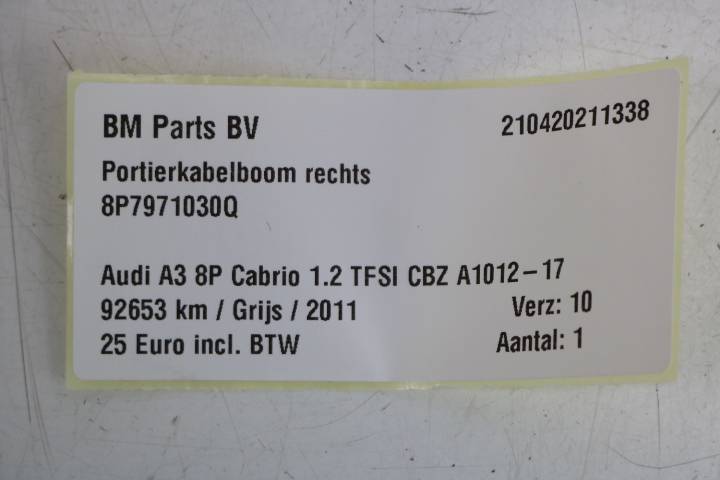 BM Parts BV 210420211338
Portierkabelboom rechts
8P7971030Q
Audi A3 8P Cabrio 1.2 TFSI CBZ A1012-17
92653 km / Grijs / 2011 Verz: 10
25 Euro incl. BTW Aantal: 1